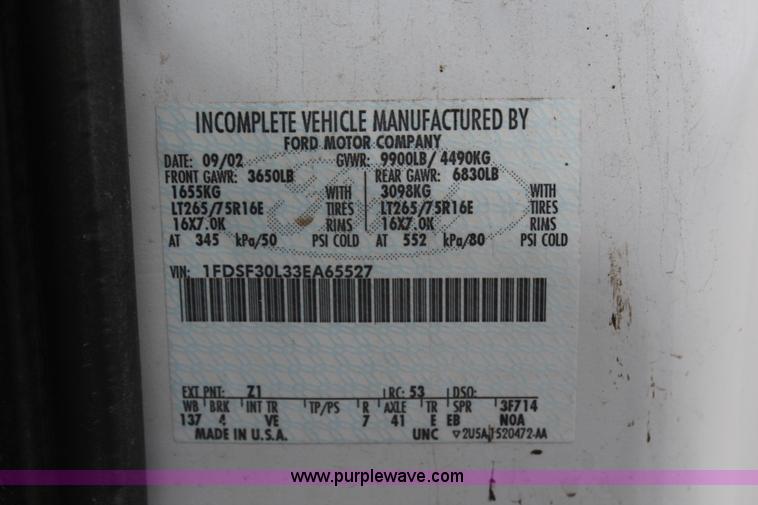 INCOMPLETE VEHICLE MANUFACTURED BY
FORD MOTOR COMPANY
DATE: 09/02 GVWR: 9900LB/ 4490KG
FRONT GAWR: 3650LB REAR GAWR: 6830LB
1655KG WITH 3098KG WITH
LT265/75R16E TIRES LT265/75R16E TIRES
16X7.0K RIMS 16X7.0K RIMS
AT 345 kPa/50 PSI COLD AT 552 kPa/80 PSI COLD
VIN: 1FDSF30L33EA65527
EXT PNT: Z1 RC: 53 DSO:
WB BRK INT TR TP/PS R AXLE TR SPR 3F714
137 4 VE 7 41 E EB N0A
MADE IN U.S.A. UNC ▽2U5A-1520472-AA
www.purplewave.com